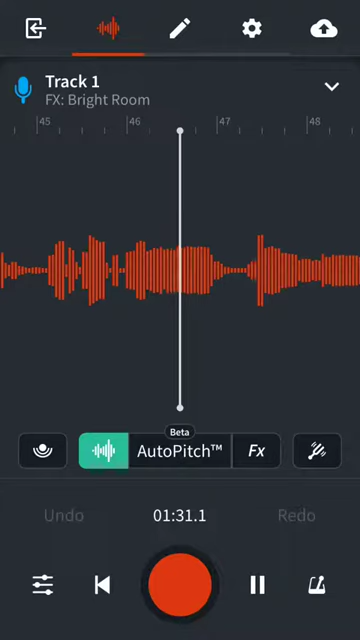 Track 1
FX: Bright Room
45 46 47 48
Beta
AutoPitch™ Fx
Undo 01:31.1 Redo